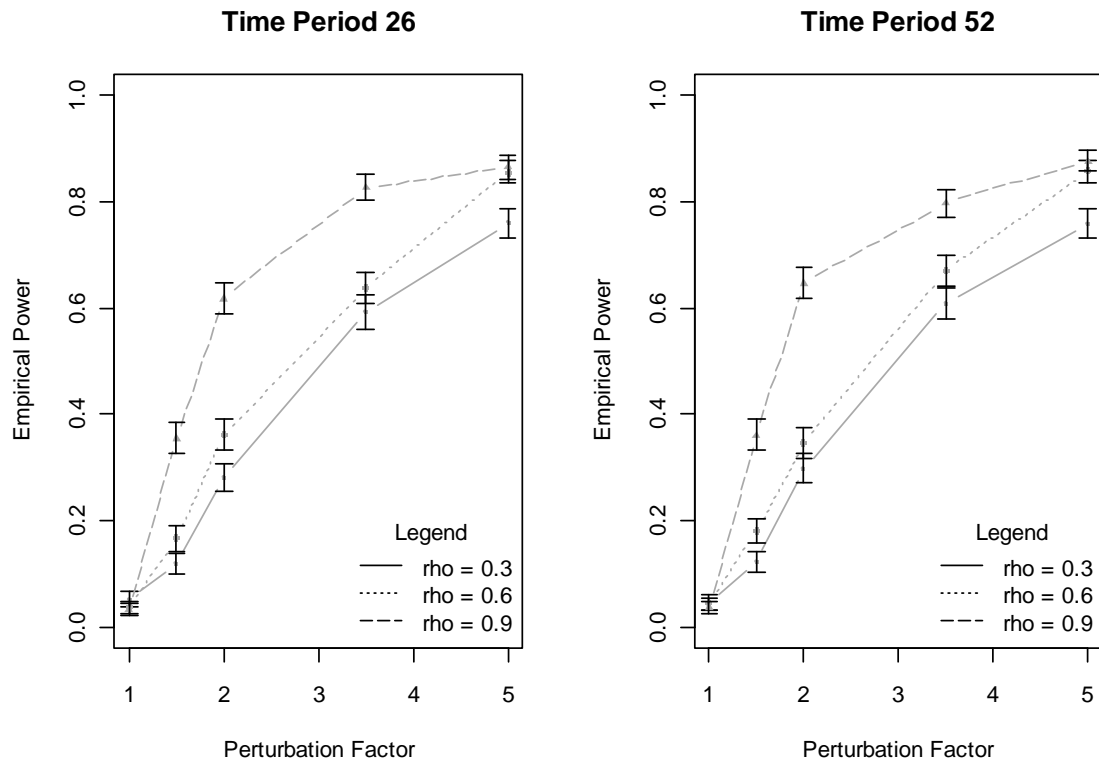 Time Period 26
Empirical Power
1.0
0.8
0.6
0.4
0.2
0.0
Legend
rho = 0.3
rho = 0.6
rho = 0.9
1 2 3 4 5
Perturbation Factor
Time Period 52
Empirical Power
1.0
0.8
0.6
0.4
0.2
0.0
Legend
rho = 0.3
rho = 0.6
rho = 0.9
1 2 3 4 5
Perturbation Factor